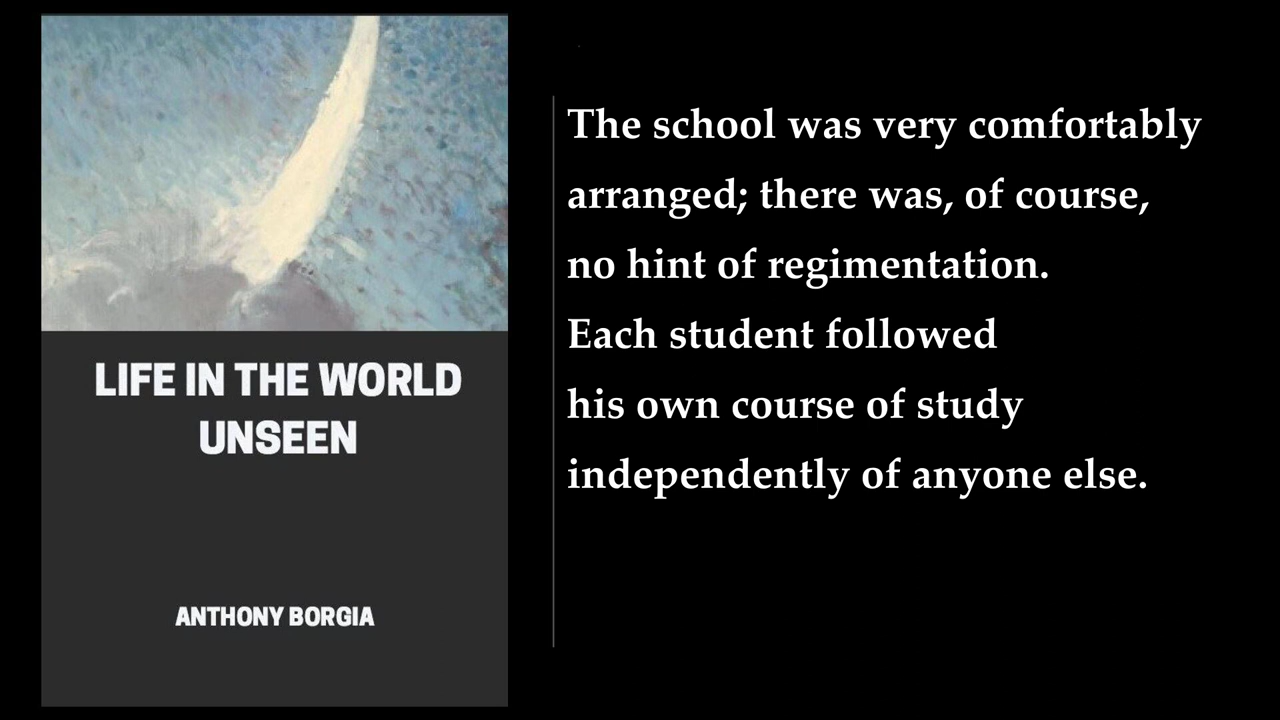 LIFE IN THE WORLD
UNSEEN
ANTHONY BORGIA
The school was very comfortably
arranged; there was, of course,
no hint of regimentation.
Each student followed
his own course of study
independently of anyone else.